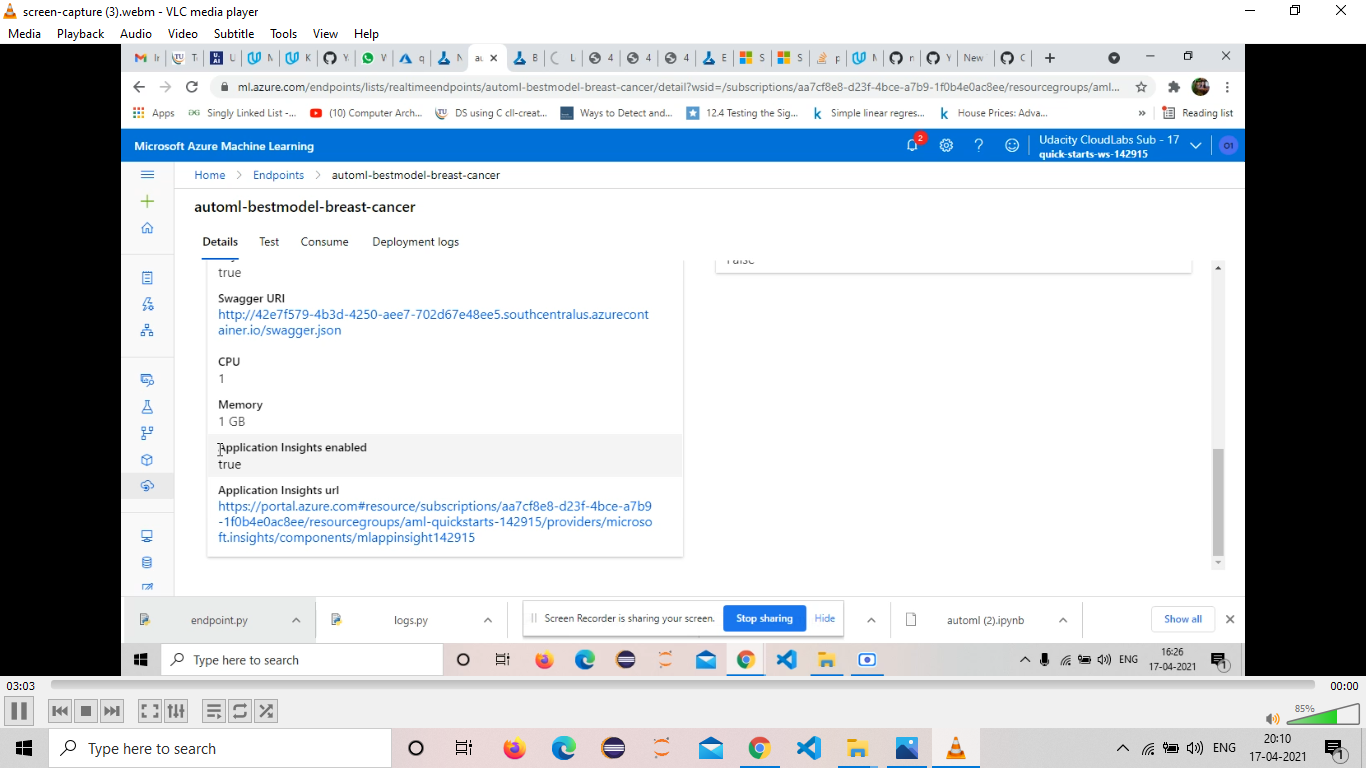 screen-capture (3).webm - VLC media player
Media Playback Audio Video Subtitle Tools View Help
ml.azure.com/endpoints/lists/realtimeendpoints/automl-bestmodel-breast-cancer/detail?wsid=/subscriptions/aa7cf8e8-d23f-4bce-a7b9-1f0b4e0ac8ee/resourcegroups/aml...
Apps Singly Linked List -... (10) Computer Arch... DS using C cll-creat... Ways to Detect and... 12.4 Testing the Sig... Simple linear regres... House Prices: Adva... » Reading list
Microsoft Azure Machine Learning
2
Udacity CloudLabs Sub - 17
quick-starts-ws-142915
Home > Endpoints > automl-bestmodel-breast-cancer
automl-bestmodel-breast-cancer
Details Test Consume Deployment logs
true
False
Swagger URI
http://42e7f579-4b3d-4250-aee7-702d67e48ee5.southcentralus.azurecont
ainer.io/swagger.json
CPU
1
Memory
1 GB
Application Insights enabled
true
Application Insights url
https://portal.azure.com#resource/subscriptions/aa7cf8e8-d23f-4bce-a7b9
-1f0b4e0ac8ee/resourcegroups/aml-quickstarts-142915/providers/microso
ft.insights/components/mlappinsight142915
endpoint.py logs.py Screen Recorder is sharing your screen. Stop sharing Hide automl (2).ipynb Show all
Type here to search ENG 16:26
17-04-2021 1
03:03 00:00
85%
Type here to search ENG 20:10
17-04-2021 1